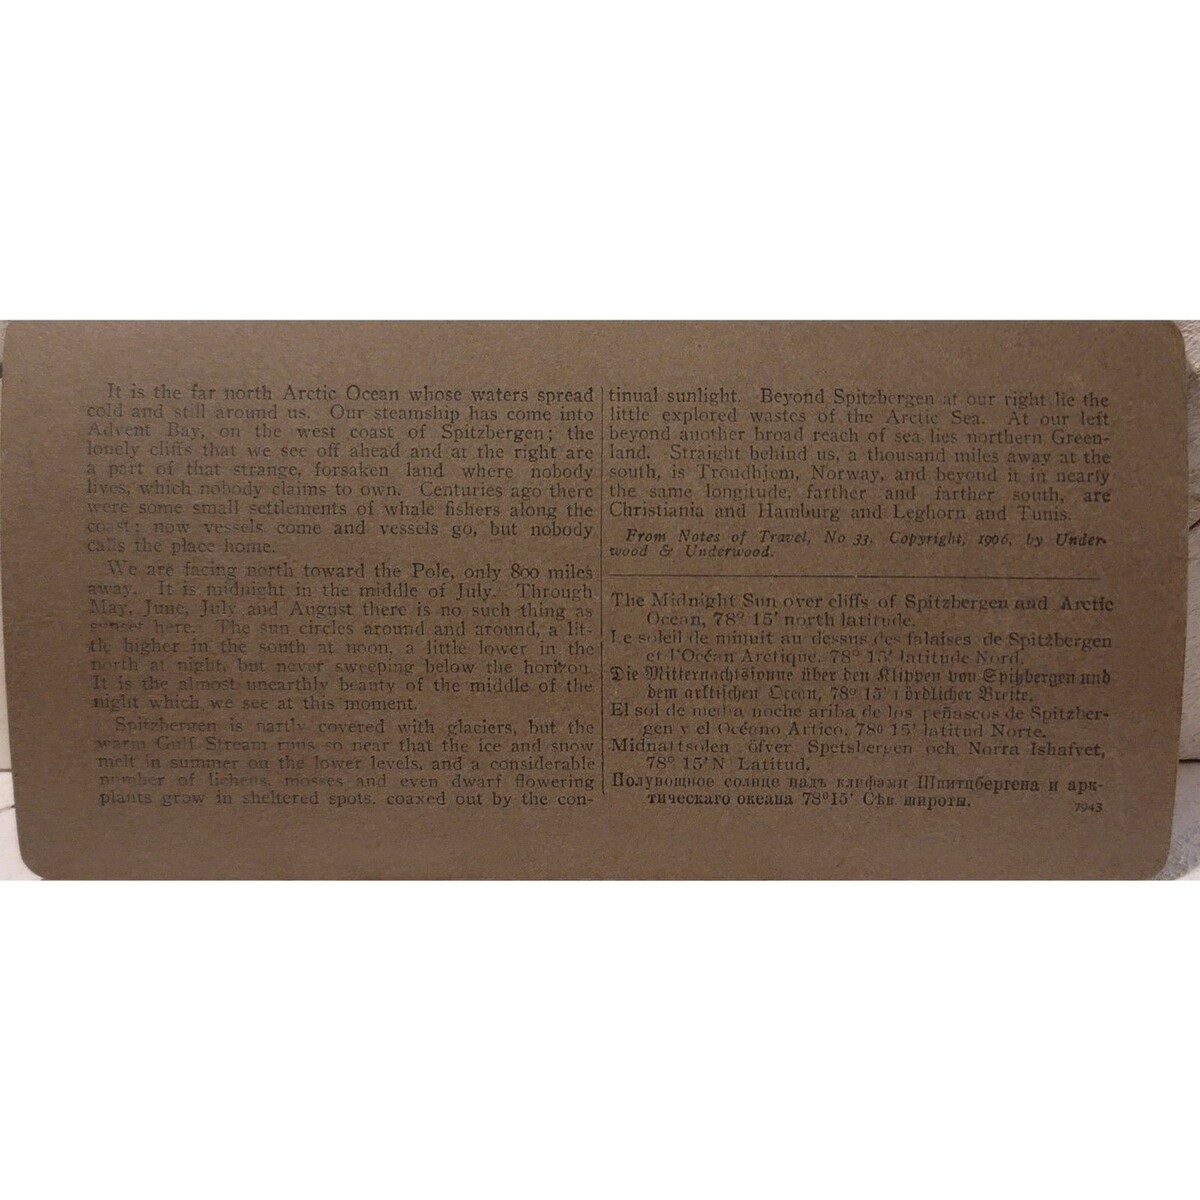 It is the far north Arctic Ocean whose waters spread
cold and still around us. Our steamship has come into
Advent Bay, on the west coast of Spitzbergen; the
lonely cliffs that we see off ahead and at the right are
a part of that strange, forsaken land where nobody
lives, which nobody claims to own. Centuries ago there
were some small settlements of whale fishers along the
coast; now vessels come and vessels go, but nobody
calls the place home.
We are facing north toward the Pole, only 800 miles
away. It is midnight in the middle of July. Through
May, June, July and August there is no such thing as
sunset here. The sun circles around and around, a lit-
tle higher in the south at noon, a little lower in the
north at night, but never sweeping below the horizon.
It is the almost unearthly beauty of the middle of the
night which we see at this moment.
Spitzbergen is partly covered with glaciers, but the
warm Gulf Stream runs so near that the ice and snow
melt in summer on the lower levels, and a considerable
number of lichens, mosses and even dwarf flowering
plants grow in sheltered spots, coaxed out by the con-
tinual sunlight. Beyond Spitzbergen at our right lie the
little explored wastes of the Arctic Sea. At our left
beyond another broad reach of sea lies northern Green-
land. Straight behind us, a thousand miles away at the
south, is Trondhjem, Norway, and beyond it in nearly
the same longitude, farther and farther south, are
Christiania and Hamburg and Leghorn and Tunis.
From Notes of Travel, No 33. Copyright, 1906, by Under-
wood & Underwood.
The Midnight Sun over cliffs of Spitzbergen and Arctic
Ocean, 78° 15' north latitude.
Le soleil de minuit au dessus des falaises de Spitzbergen
et l'Océan Arctique, 78° 15' latitude Nord.
Die Mitternachtssonne über den Klippen von Spitzbergen und
dem arktischen Ocean, 78° 15' nördlicher Breite.
El sol de media noche ariba de los peñascos de Spitzber-
gen y el Océono Artico, 78° 15' latitud Norte.
Midnattsolen öfver Spetsbergen och Norra Ishafvet,
78° 15' N Latitud.
Полунощное солнце надъ клифами Шпитцбергена и арк-
тическаго океана 78°15' Сѣв. широты.
7943